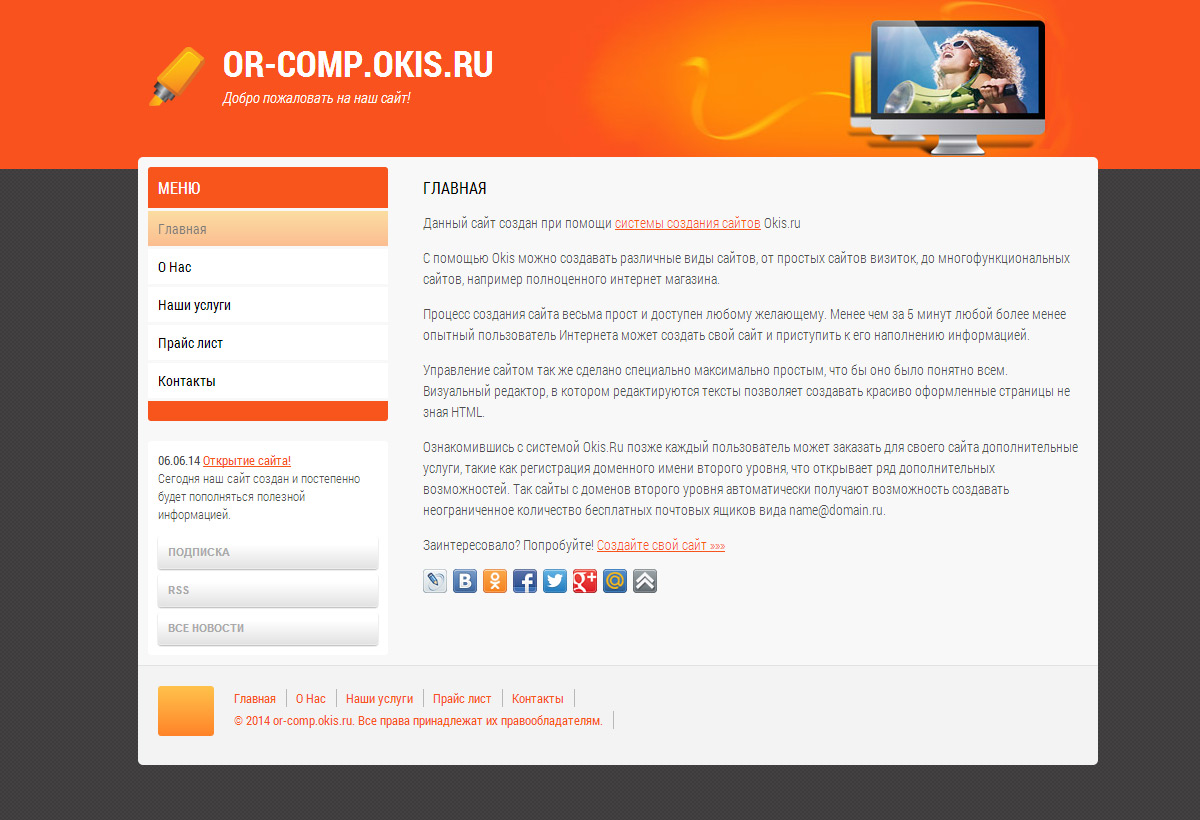 OR-COMP.OKIS.RU
Добро пожаловать на наш сайт!
МЕНЮ
Главная
О Нас
Наши услуги
Прайс лист
Контакты
06.06.14 Открытие сайта!
Сегодня наш сайт создан и постепенно
будет пополняться полезной
информацией.
ПОДПИСКА
RSS
ВСЕ НОВОСТИ
ГЛАВНАЯ
Данный сайт создан при помощи системы создания сайтов Okis.ru
С помощью Okis можно создавать различные виды сайтов, от простых сайтов визиток, до многофункциональных
сайтов, например полноценного интернет магазина.
Процесс создания сайта весьма прост и доступен любому желающему. Менее чем за 5 минут любой более менее
опытный пользователь Интернета может создать свой сайт и приступить к его наполнению информацией.
Управление сайтом так же сделано специально максимально простым, что бы оно было понятно всем.
Визуальный редактор, в котором редактируются тексты позволяет создавать красиво оформленные страницы не
зная HTML.
Ознакомившись с системой Okis.Ru позже каждый пользователь может заказать для своего сайта дополнительные
услуги, такие как регистрация доменного имени второго уровня, что открывает ряд дополнительных
возможностей. Так сайты с доменов второго уровня автоматически получают возможность создавать
неограниченное количество бесплатных почтовых ящиков вида name@domain.ru.
Заинтересовало? Попробуйте! Создайте свой сайт »»»
Главная О Нас Наши услуги Прайс лист Контакты
© 2014 or-comp.okis.ru. Все права принадлежат их правообладателям.